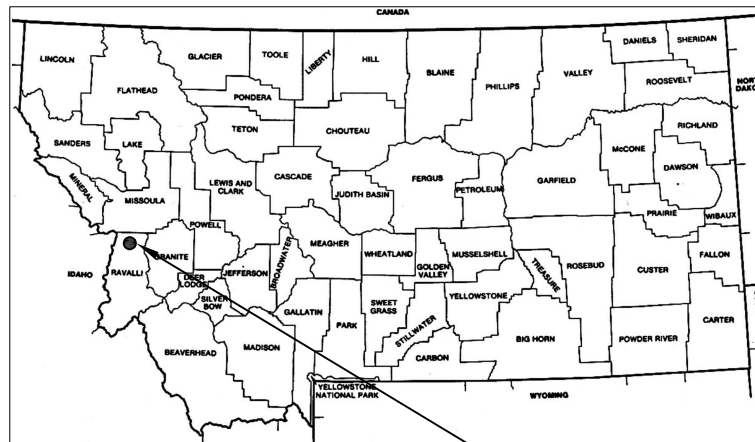 CANADA
LINCOLN
FLATHEAD
GLACIER
TOOLE
LIBERTY
HILL
BLAINE
PHILLIPS
VALLEY
DANIELS
SHERIDAN
ROOSEVELT
PONDERA
TETON
CHOUTEAU
SANDERS
LAKE
MINERAL
MISSOULA
LEWIS AND
CLARK
CASCADE
JUDITH BASIN
FERGUS
PETROLEUM
GARFIELD
McCONE
RICHLAND
DAWSON
PRAIRIE
WIBAUX
POWELL
GRANITE
IDAHO
RAVALLI
DEER
LODGE
SILVER
BOW
JEFFERSON
BROADWATER
MEAGHER
WHEATLAND
GOLDEN
VALLEY
MUSSELSHELL
TREASURE
ROSEBUD
CUSTER
FALLON
BEAVERHEAD
MADISON
GALLATIN
PARK
SWEET
GRASS
STILLWATER
YELLOWSTONE
CARBON
BIG HORN
POWDER RIVER
CARTER
YELLOWSTONE
NATIONAL PARK
WYOMING